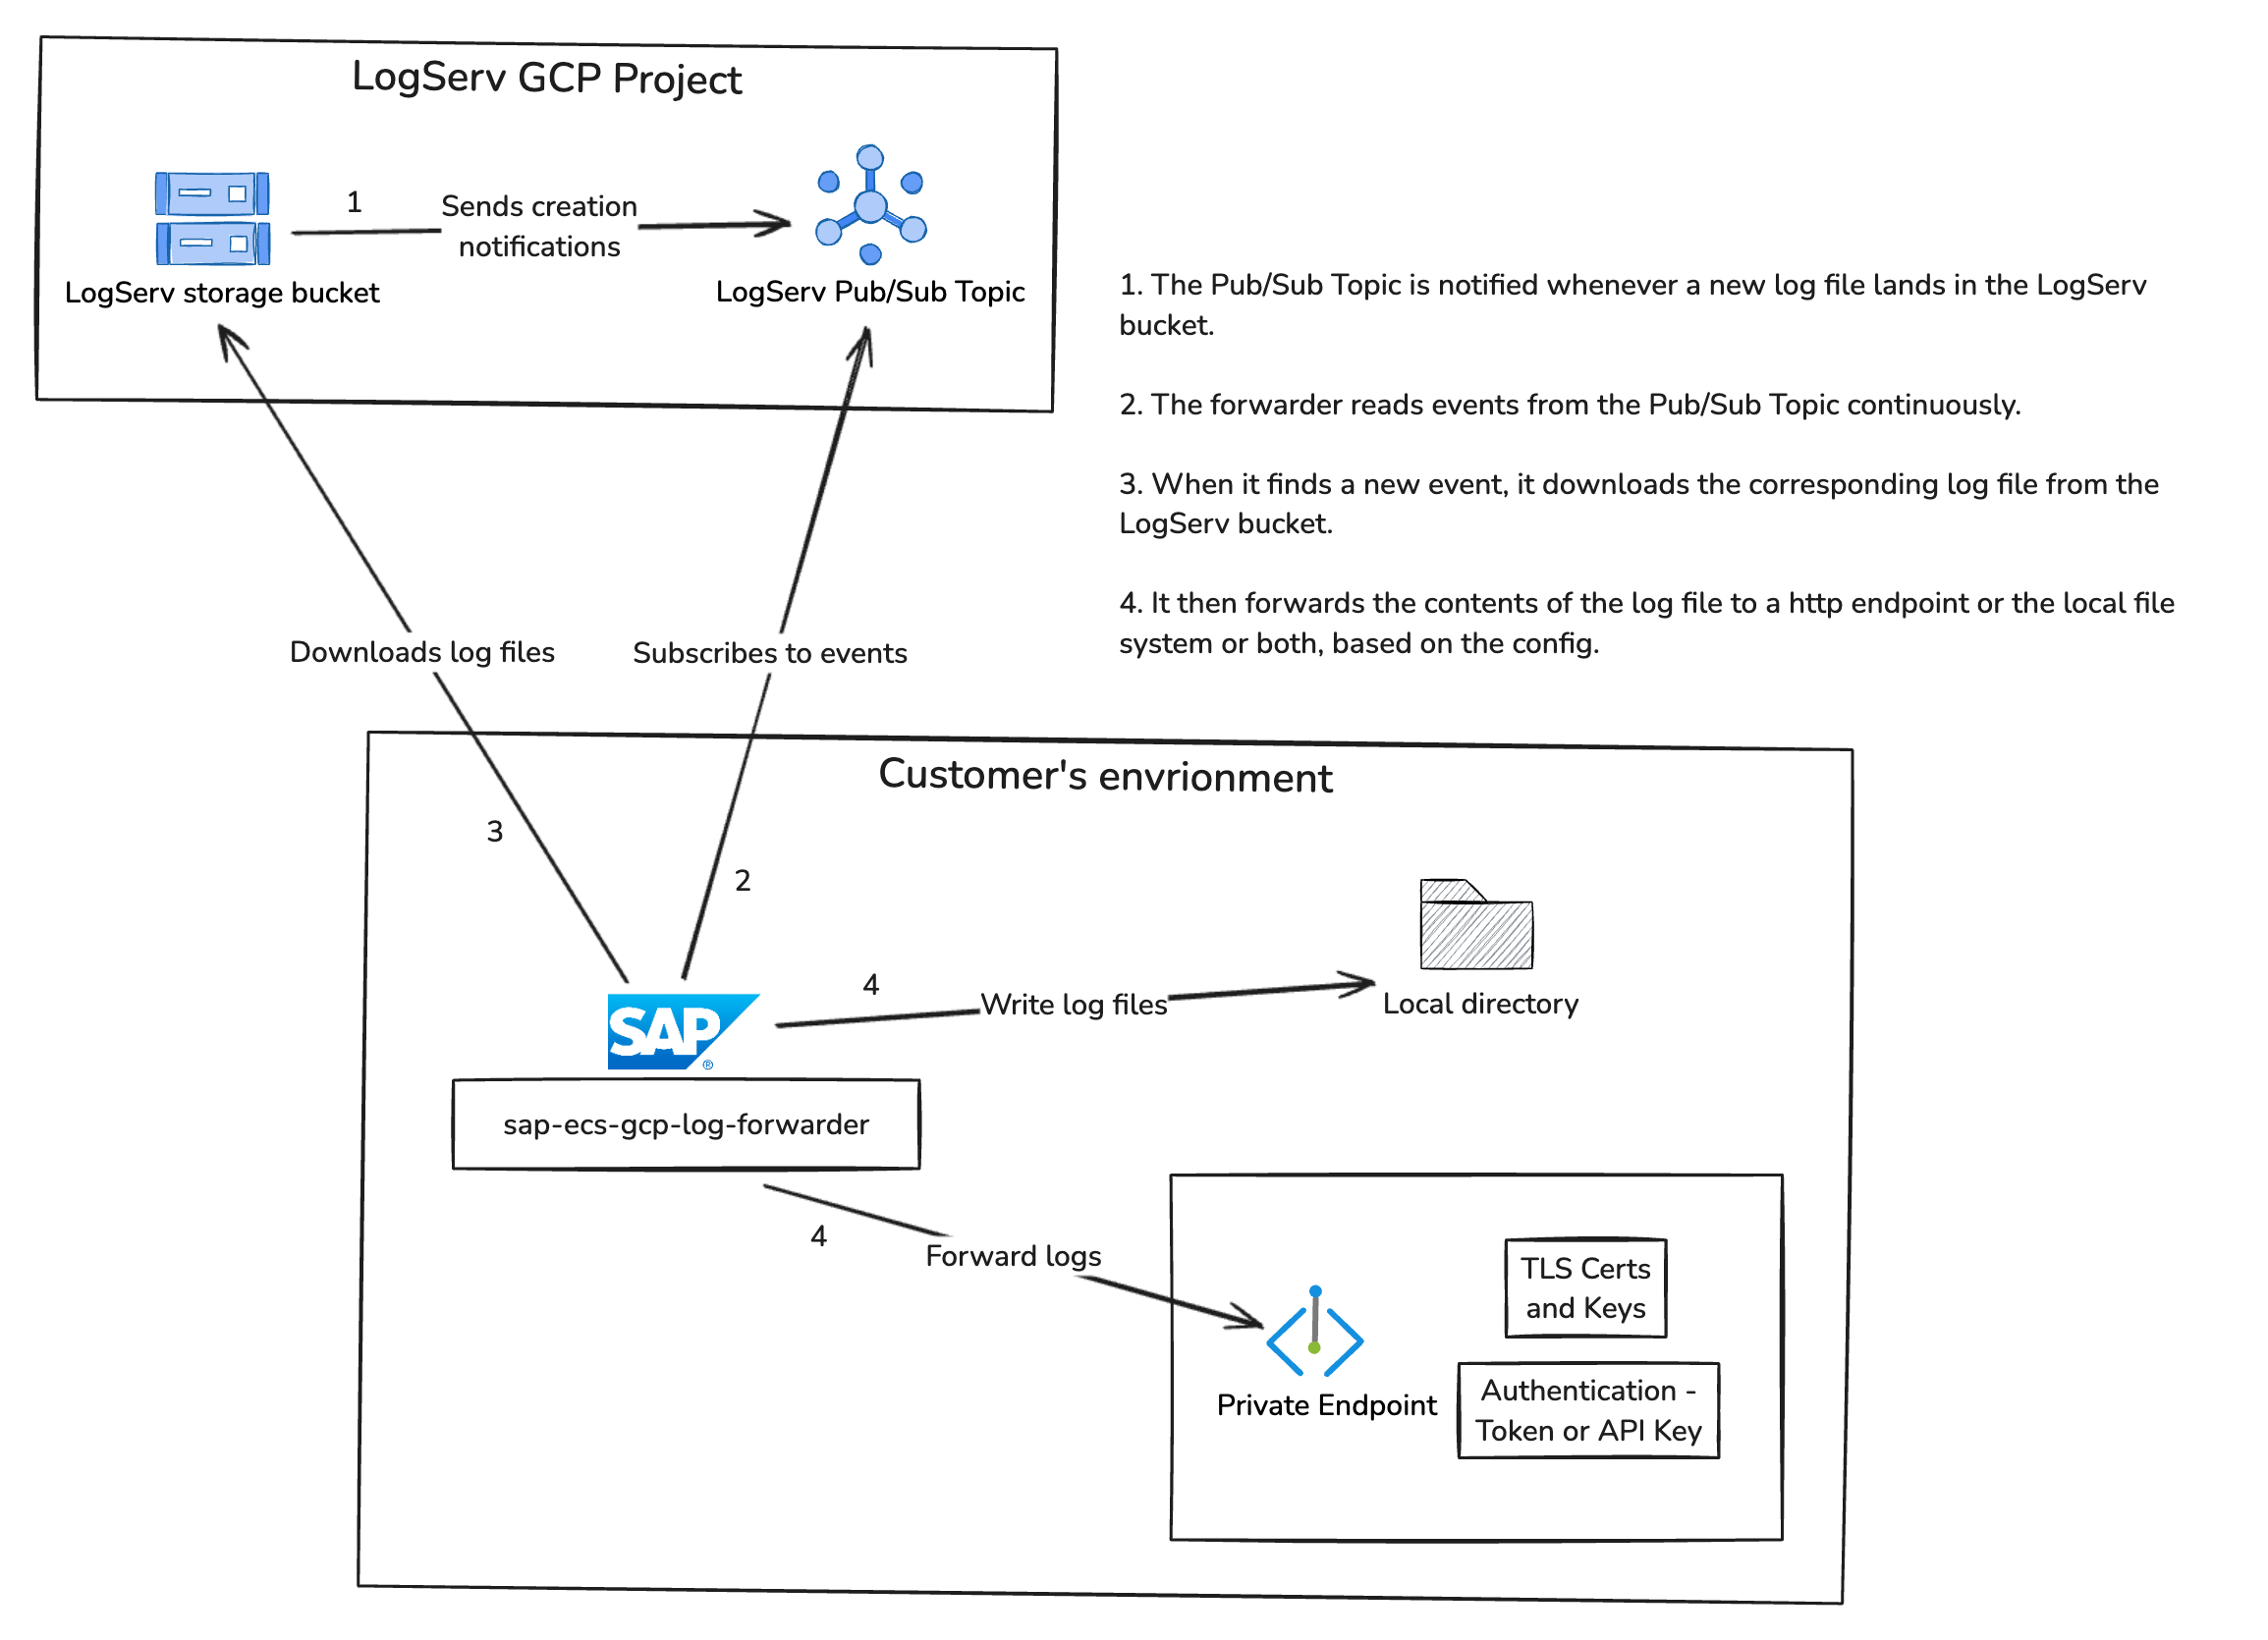 LogServ GCP Project
1
Sends creation
notifications
LogServ storage bucket
LogServ Pub/Sub Topic
1. The Pub/Sub Topic is notified whenever a new log file lands in the LogServ
bucket.
2. The forwarder reads events from the Pub/Sub Topic continuously.
3. When it finds a new event, it downloads the corresponding log file from the
LogServ bucket.
4. It then forwards the contents of the log file to a http endpoint or the local file
system or both, based on the config.
Downloads log files
Subscribes to events
Customer's envrionment
3
2
4
Write log files
Local directory
SAP®
sap-ecs-gcp-log-forwarder
4
Forward logs
TLS Certs
and Keys
Private Endpoint
Authentication -
Token or API Key